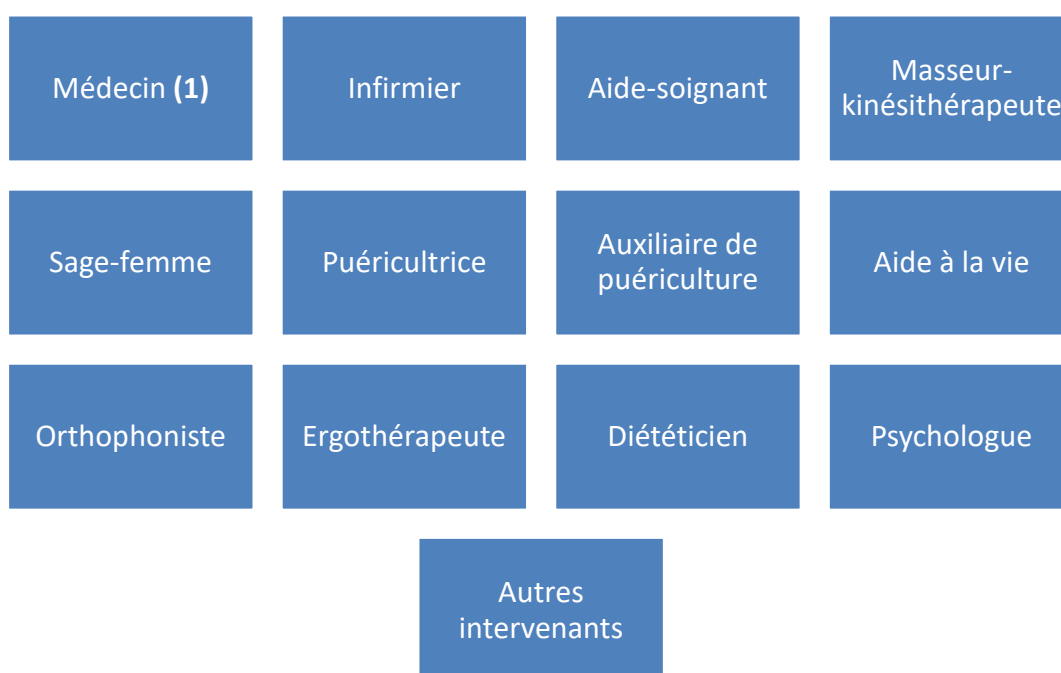 Médecin (1)
Infirmier
Aide-soignant
Masseur-
kinésithérapeute
Sage-femme
Puéricultrice
Auxiliaire de
puériculture
Aide à la vie
Orthophoniste
Ergothérapeute
Diététicien
Psychologue
Autres
intervenants